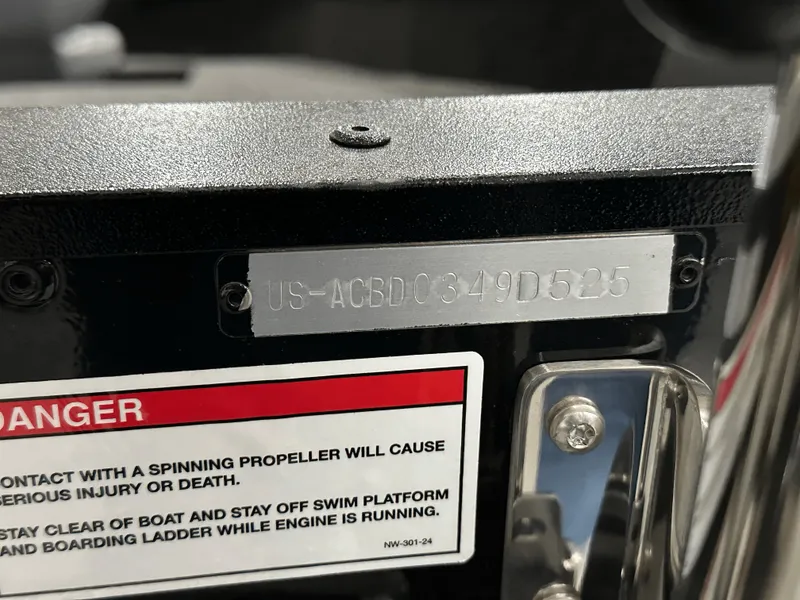 US-ACBD0349D525
DANGER
ONTACT WITH A SPINNING PROPELLER WILL CAUSE
SERIOUS INJURY OR DEATH.
STAY CLEAR OF BOAT AND STAY OFF SWIM PLATFORM
AND BOARDING LADDER WHILE ENGINE IS RUNNING.
NW-301-24